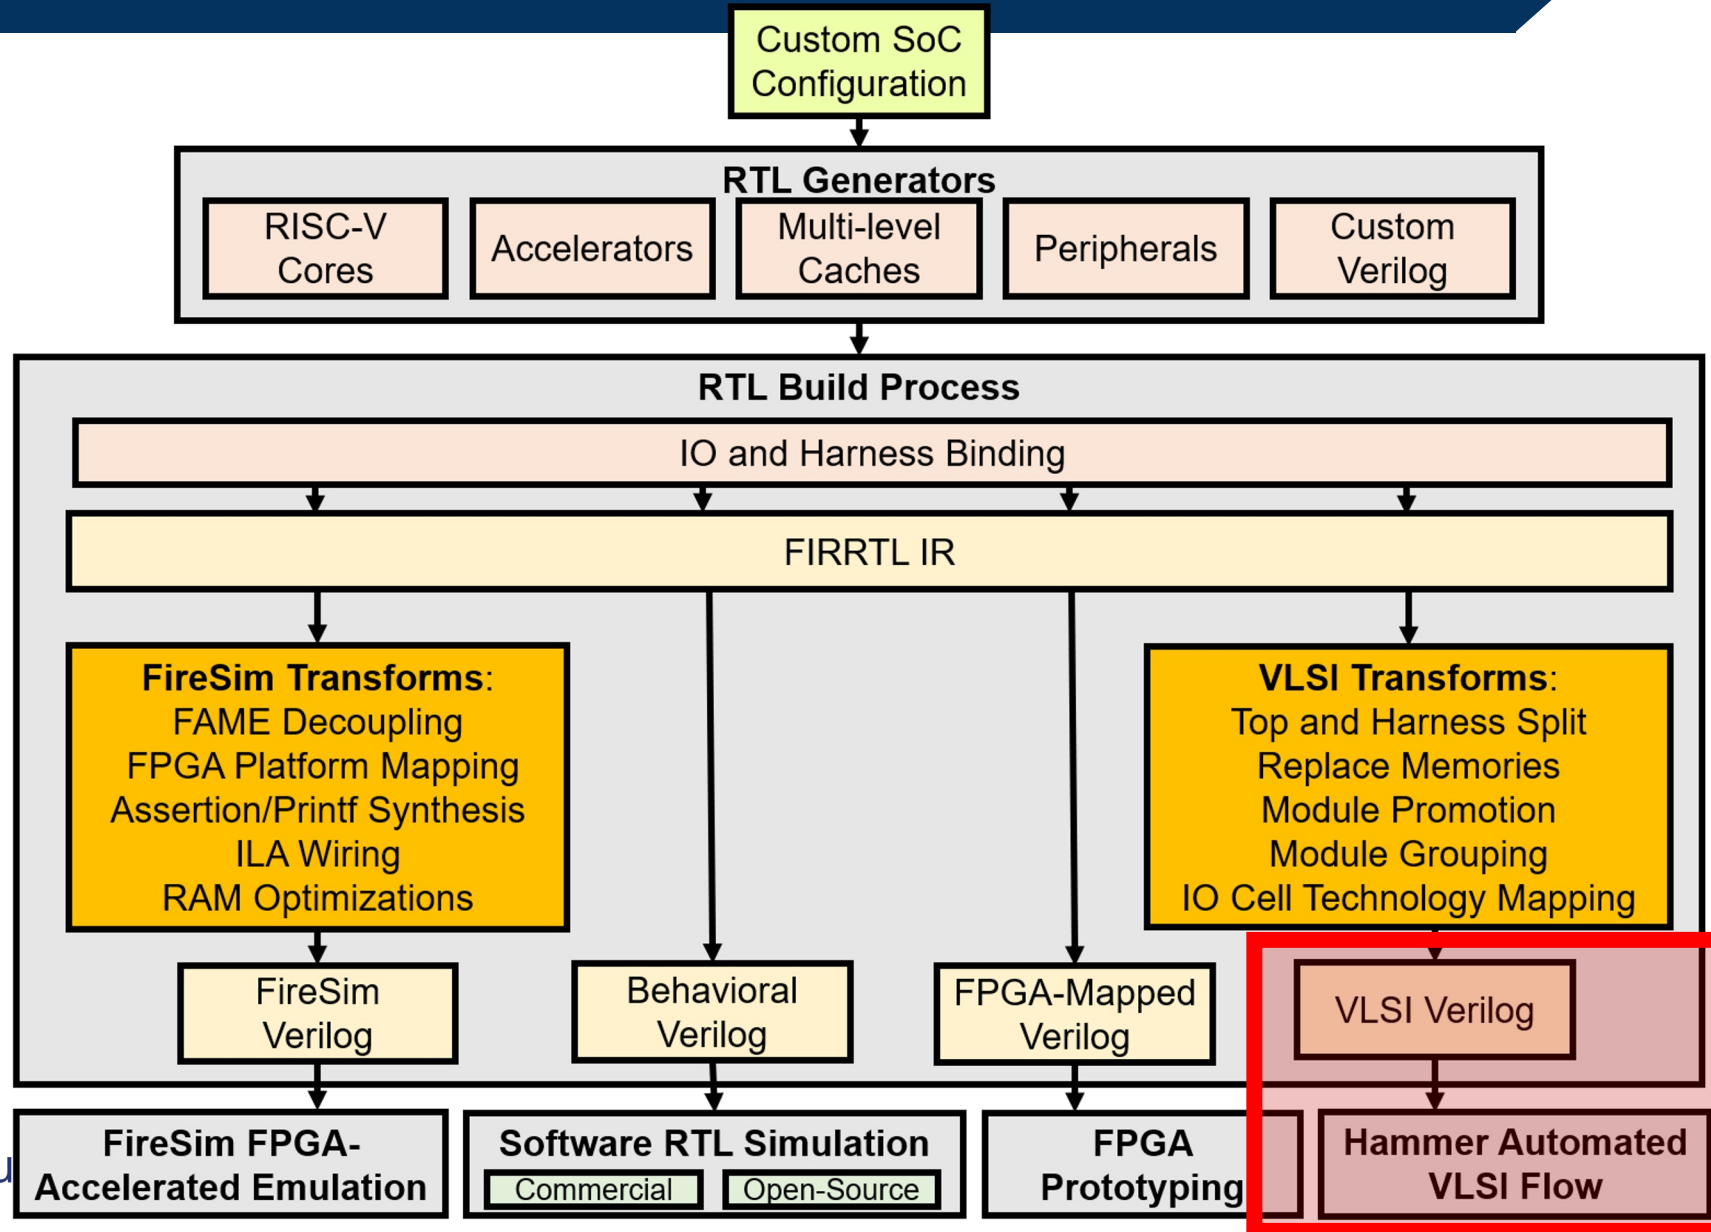 Custom SoC
Configuration
RTL Generators
RISC-V
Cores
Accelerators
Multi-level
Caches
Peripherals
Custom
Verilog
RTL Build Process
IO and Harness Binding
FIRRTL IR
FireSim Transforms:
FAME Decoupling
FPGA Platform Mapping
Assertion/Printf Synthesis
ILA Wiring
RAM Optimizations
VLSI Transforms:
Top and Harness Split
Replace Memories
Module Promotion
Module Grouping
IO Cell Technology Mapping
FireSim
Verilog
Behavioral
Verilog
FPGA-Mapped
Verilog
VLSI Verilog
FireSim FPGA-
Accelerated Emulation
Software RTL Simulation
Commercial
Open-Source
FPGA
Prototyping
Hammer Automated
VLSI Flow